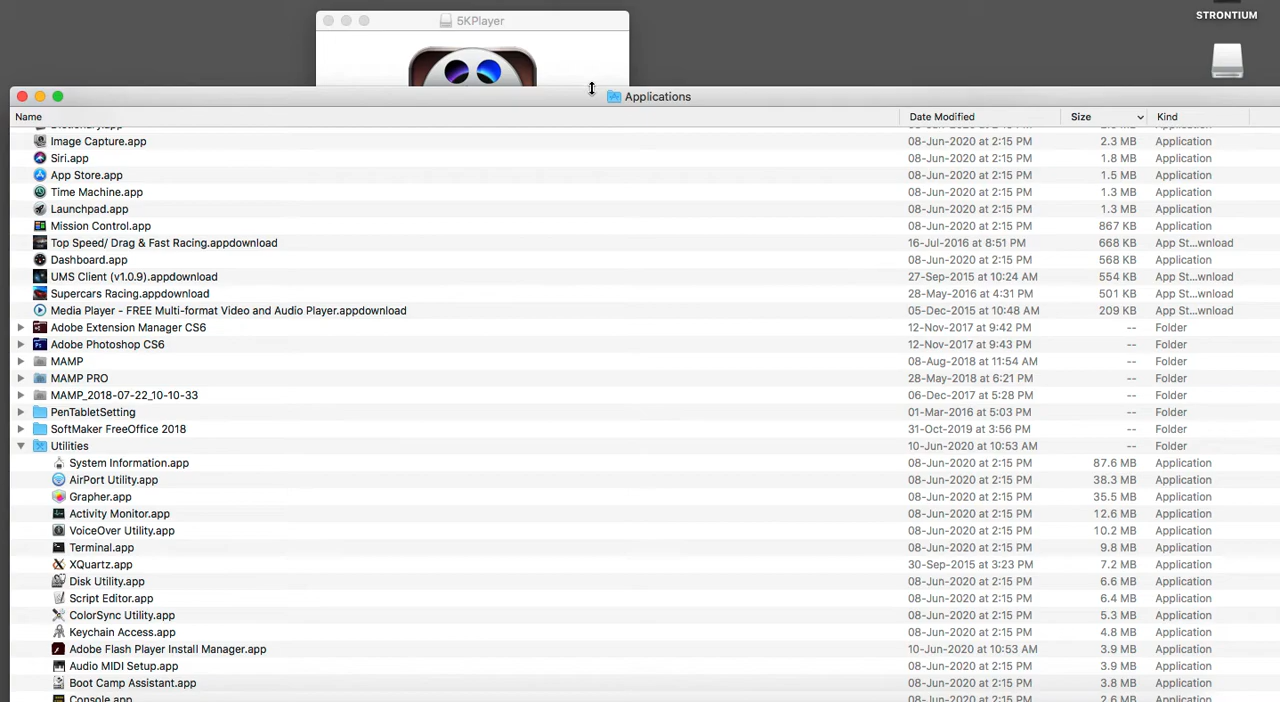 STRONTIUM
5KPlayer
Applications
Name Date Modified Size Kind
Image Capture.app 08-Jun-2020 at 2:15 PM 2.3 MB Application
Siri.app 08-Jun-2020 at 2:15 PM 1.8 MB Application
App Store.app 08-Jun-2020 at 2:15 PM 1.5 MB Application
Time Machine.app 08-Jun-2020 at 2:15 PM 1.3 MB Application
Launchpad.app 08-Jun-2020 at 2:15 PM 1.3 MB Application
Mission Control.app 08-Jun-2020 at 2:15 PM 867 KB Application
Top Speed/ Drag & Fast Racing.appdownload 16-Jul-2016 at 8:51 PM 668 KB App St...wnload
Dashboard.app 08-Jun-2020 at 2:15 PM 568 KB Application
UMS Client (v1.0.9).appdownload 27-Sep-2015 at 10:24 AM 554 KB App St...wnload
Supercars Racing.appdownload 28-May-2016 at 4:31 PM 501 KB App St...wnload
Media Player - FREE Multi-format Video and Audio Player.appdownload 05-Dec-2015 at 10:48 AM 209 KB App St...wnload
Adobe Extension Manager CS6 12-Nov-2017 at 9:42 PM -- Folder
Adobe Photoshop CS6 12-Nov-2017 at 9:43 PM -- Folder
MAMP 08-Aug-2018 at 11:54 AM -- Folder
MAMP PRO 28-May-2018 at 6:21 PM -- Folder
MAMP_2018-07-22_10-10-33 06-Dec-2017 at 5:28 PM -- Folder
PenTabletSetting 01-Mar-2016 at 5:03 PM -- Folder
SoftMaker FreeOffice 2018 31-Oct-2019 at 3:56 PM -- Folder
Utilities 10-Jun-2020 at 10:53 AM -- Folder
System Information.app 08-Jun-2020 at 2:15 PM 87.6 MB Application
AirPort Utility.app 08-Jun-2020 at 2:15 PM 38.3 MB Application
Grapher.app 08-Jun-2020 at 2:15 PM 35.5 MB Application
Activity Monitor.app 08-Jun-2020 at 2:15 PM 12.6 MB Application
VoiceOver Utility.app 08-Jun-2020 at 2:15 PM 10.2 MB Application
Terminal.app 08-Jun-2020 at 2:15 PM 9.8 MB Application
XQuartz.app 30-Sep-2015 at 3:23 PM 7.2 MB Application
Disk Utility.app 08-Jun-2020 at 2:15 PM 6.6 MB Application
Script Editor.app 08-Jun-2020 at 2:15 PM 6.4 MB Application
ColorSync Utility.app 08-Jun-2020 at 2:15 PM 5.3 MB Application
Keychain Access.app 08-Jun-2020 at 2:15 PM 4.8 MB Application
Adobe Flash Player Install Manager.app 10-Jun-2020 at 10:53 AM 3.9 MB Application
Audio MIDI Setup.app 08-Jun-2020 at 2:15 PM 3.9 MB Application
Boot Camp Assistant.app 08-Jun-2020 at 2:15 PM 3.8 MB Application
Console.app 08-Jun-2020 at 2:15 PM 2.6 MB Application